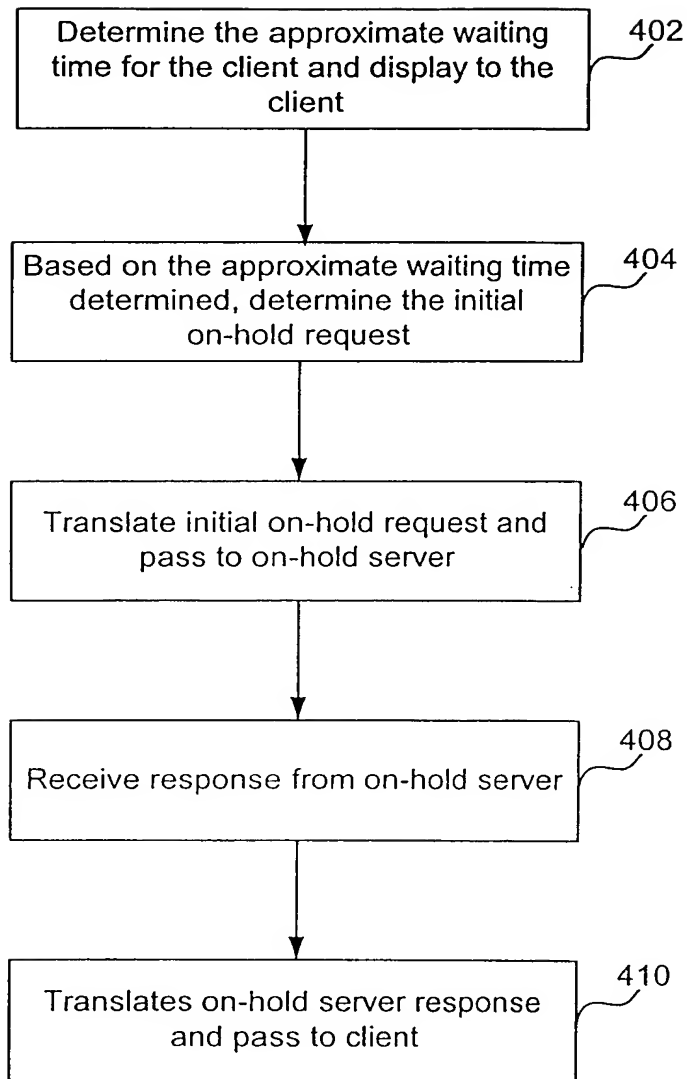 Determine the approximate waiting
time for the client and display to the
client
402
Based on the approximate waiting time
determined, determine the initial
on-hold request
404
Translate initial on-hold request and
pass to on-hold server
406
Receive response from on-hold server
408
Translates on-hold server response
and pass to client
410